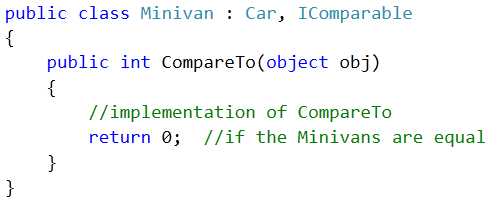 public class Minivan : Car, IComparable
{
    public int CompareTo(object obj)
    {
        //implementation of CompareTo
        return 0;  //if the Minivans are equal
    }
}